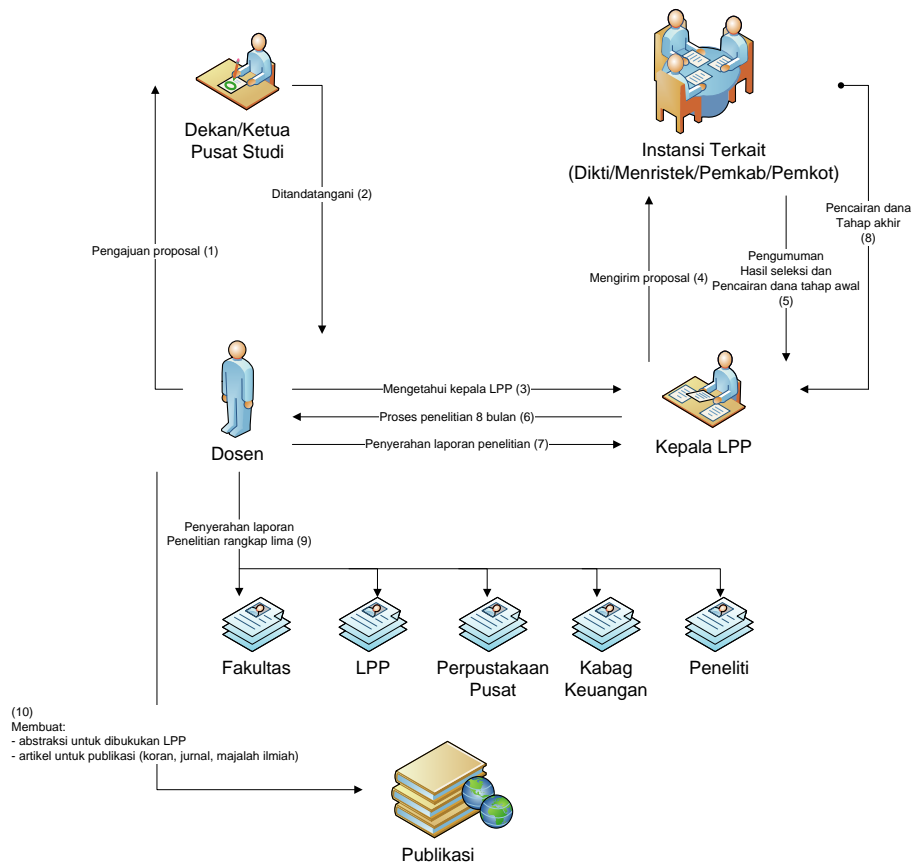 Dekan/Ketua
Pusat Studi
Instansi Terkait
(Dikti/Menristek/Pemkab/Pemkot)
Pengajuan proposal (1)
Ditandatangani (2)
Mengirim proposal (4)
Pengumuman
Hasil seleksi dan
Pencairan dana tahap awal
(5)
Pencairan dana
Tahap akhir
(8)
Mengetahui kepala LPP (3)
Proses penelitian 8 bulan (6)
Penyerahan laporan penelitian (7)
Dosen
Kepala LPP
Penyerahan laporan
Penelitian rangkap lima (9)
Fakultas
LPP
Perpustakaan
Pusat
Kabag
Keuangan
Peneliti
(10)
Membuat:
- abstraksi untuk dibukukan LPP
- artikel untuk publikasi (koran, jurnal, majalah ilmiah)
Publikasi